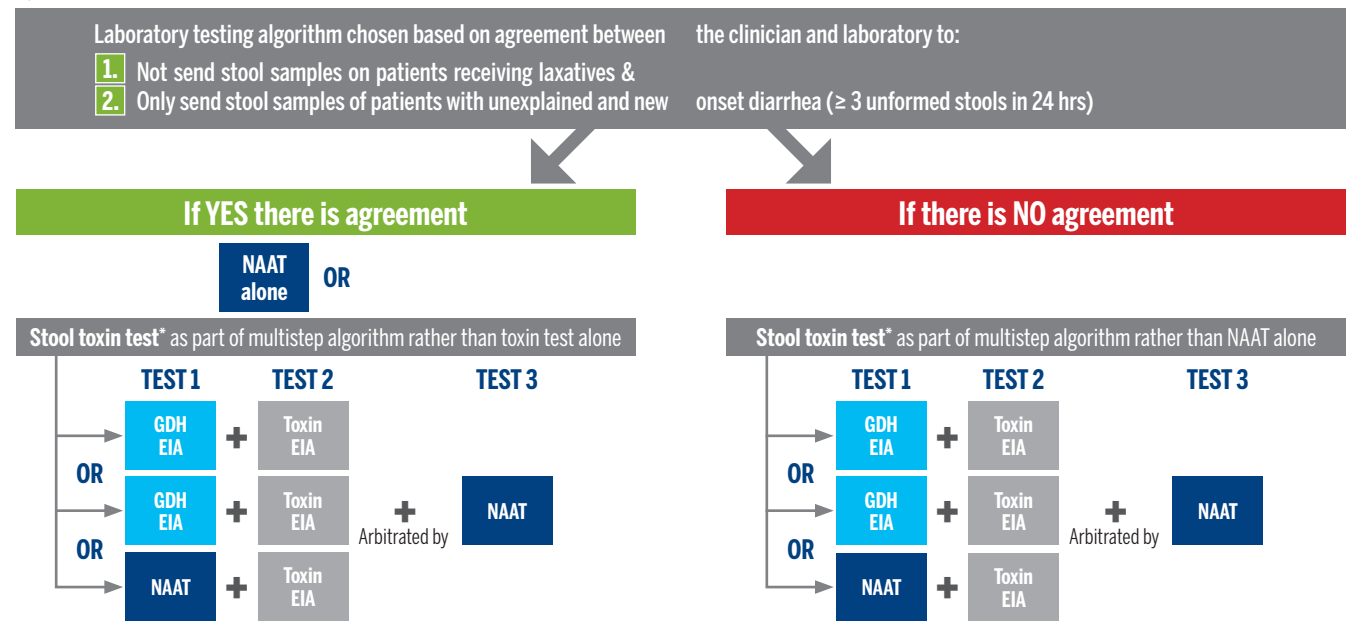 Laboratory testing algorithm chosen based on agreement between the clinician and laboratory to:
1. Not send stool samples on patients receiving laxatives &
2. Only send stool samples of patients with unexplained and new onset diarrhea (≥ 3 unformed stools in 24 hrs)
If YES there is agreement
NAAT
alone
OR
Stool toxin test* as part of multistep algorithm rather than toxin test alone
TEST 1 TEST 2 TEST 3
GDH
EIA
+
Toxin
EIA
OR
GDH
EIA
+
Toxin
EIA
+
Arbitrated by
NAAT
OR
NAAT
+
Toxin
EIA
If there is NO agreement
Stool toxin test* as part of multistep algorithm rather than NAAT alone
TEST 1 TEST 2 TEST 3
GDH
EIA
+
Toxin
EIA
OR
GDH
EIA
+
Toxin
EIA
+
Arbitrated by
NAAT
OR
NAAT
+
Toxin
EIA